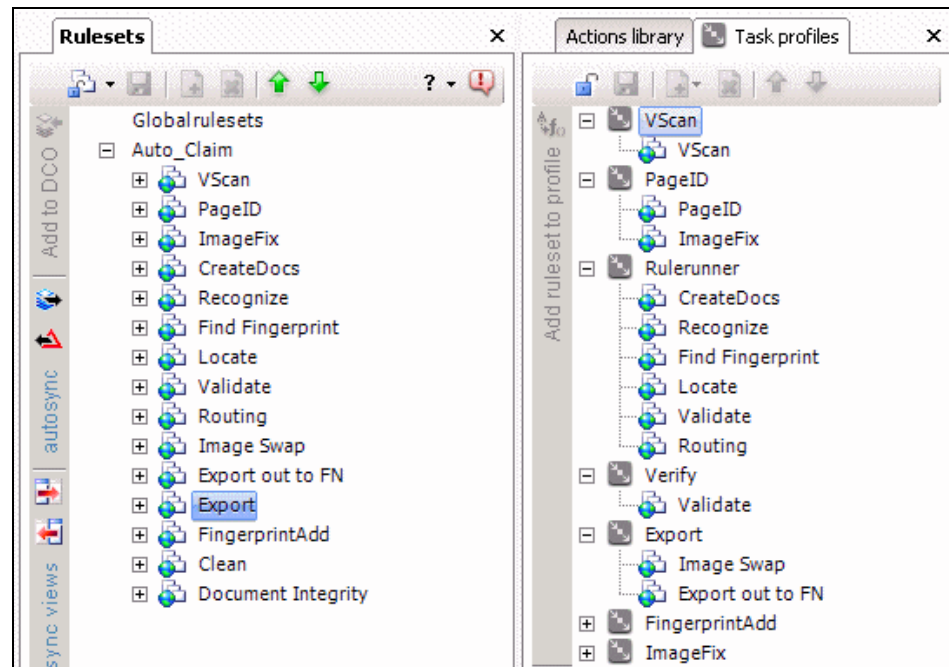 Rulesets
? 
Add to DCO
autosync
sync views
Globalrulesets
Auto_Claim
VScan
PageID
ImageFix
CreateDocs
Recognize
Find Fingerprint
Locate
Validate
Routing
Image Swap
Export out to FN
Export
FingerprintAdd
Clean
Document Integrity
Actions library
Task profiles
Add ruleset to profile
VScan
VScan
PageID
PageID
ImageFix
Rulerunner
CreateDocs
Recognize
Find Fingerprint
Locate
Validate
Routing
Verify
Validate
Export
Image Swap
Export out to FN
FingerprintAdd
ImageFix